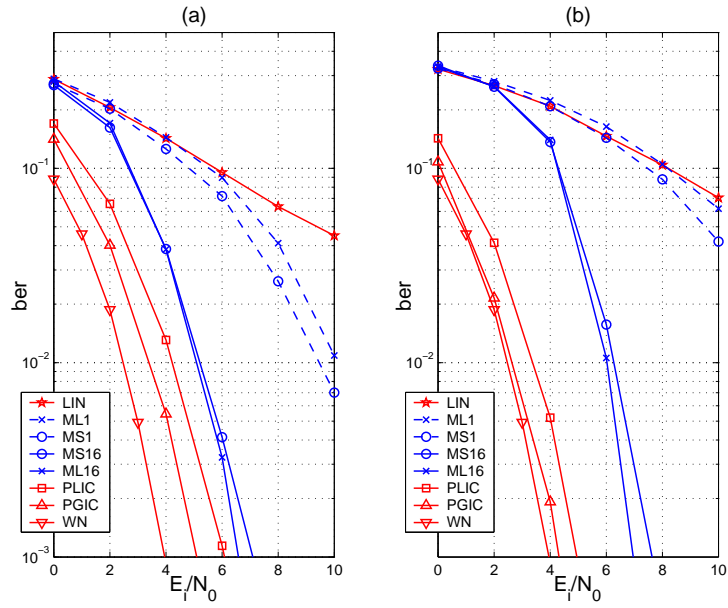 (a)
ber
10⁻¹
10⁻²
10⁻³
LIN
ML1
MS1
MS16
ML16
PLIC
PGIC
WN
0 2 4 6 8 10
E_i/N_0
(b)
ber
10⁻¹
10⁻²
10⁻³
LIN
ML1
MS1
MS16
ML16
PLIC
PGIC
WN
0 2 4 6 8 10
E_i/N_0